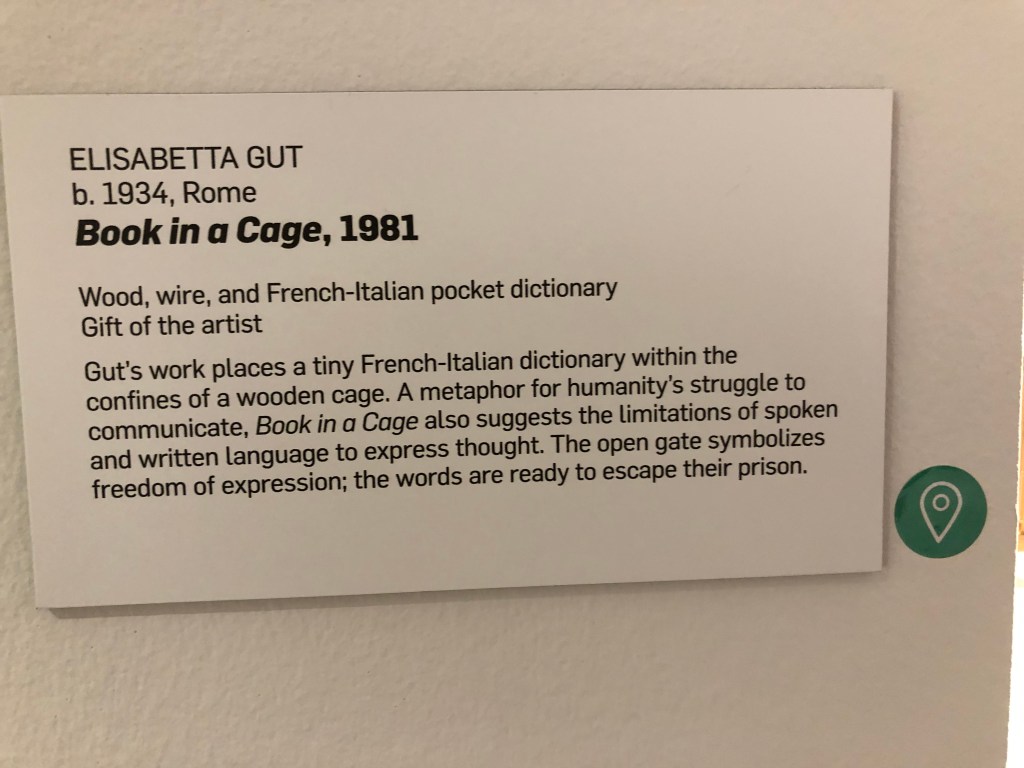 ELISABETTA GUT
b. 1934, Rome
Book in a Cage, 1981
Wood, wire, and French-Italian pocket dictionary
Gift of the artist
Gut's work places a tiny French-Italian dictionary within the
confines of a wooden cage. A metaphor for humanity's struggle to
communicate, Book in a Cage also suggests the limitations of spoken
and written language to express thought. The open gate symbolizes
freedom of expression; the words are ready to escape their prison.